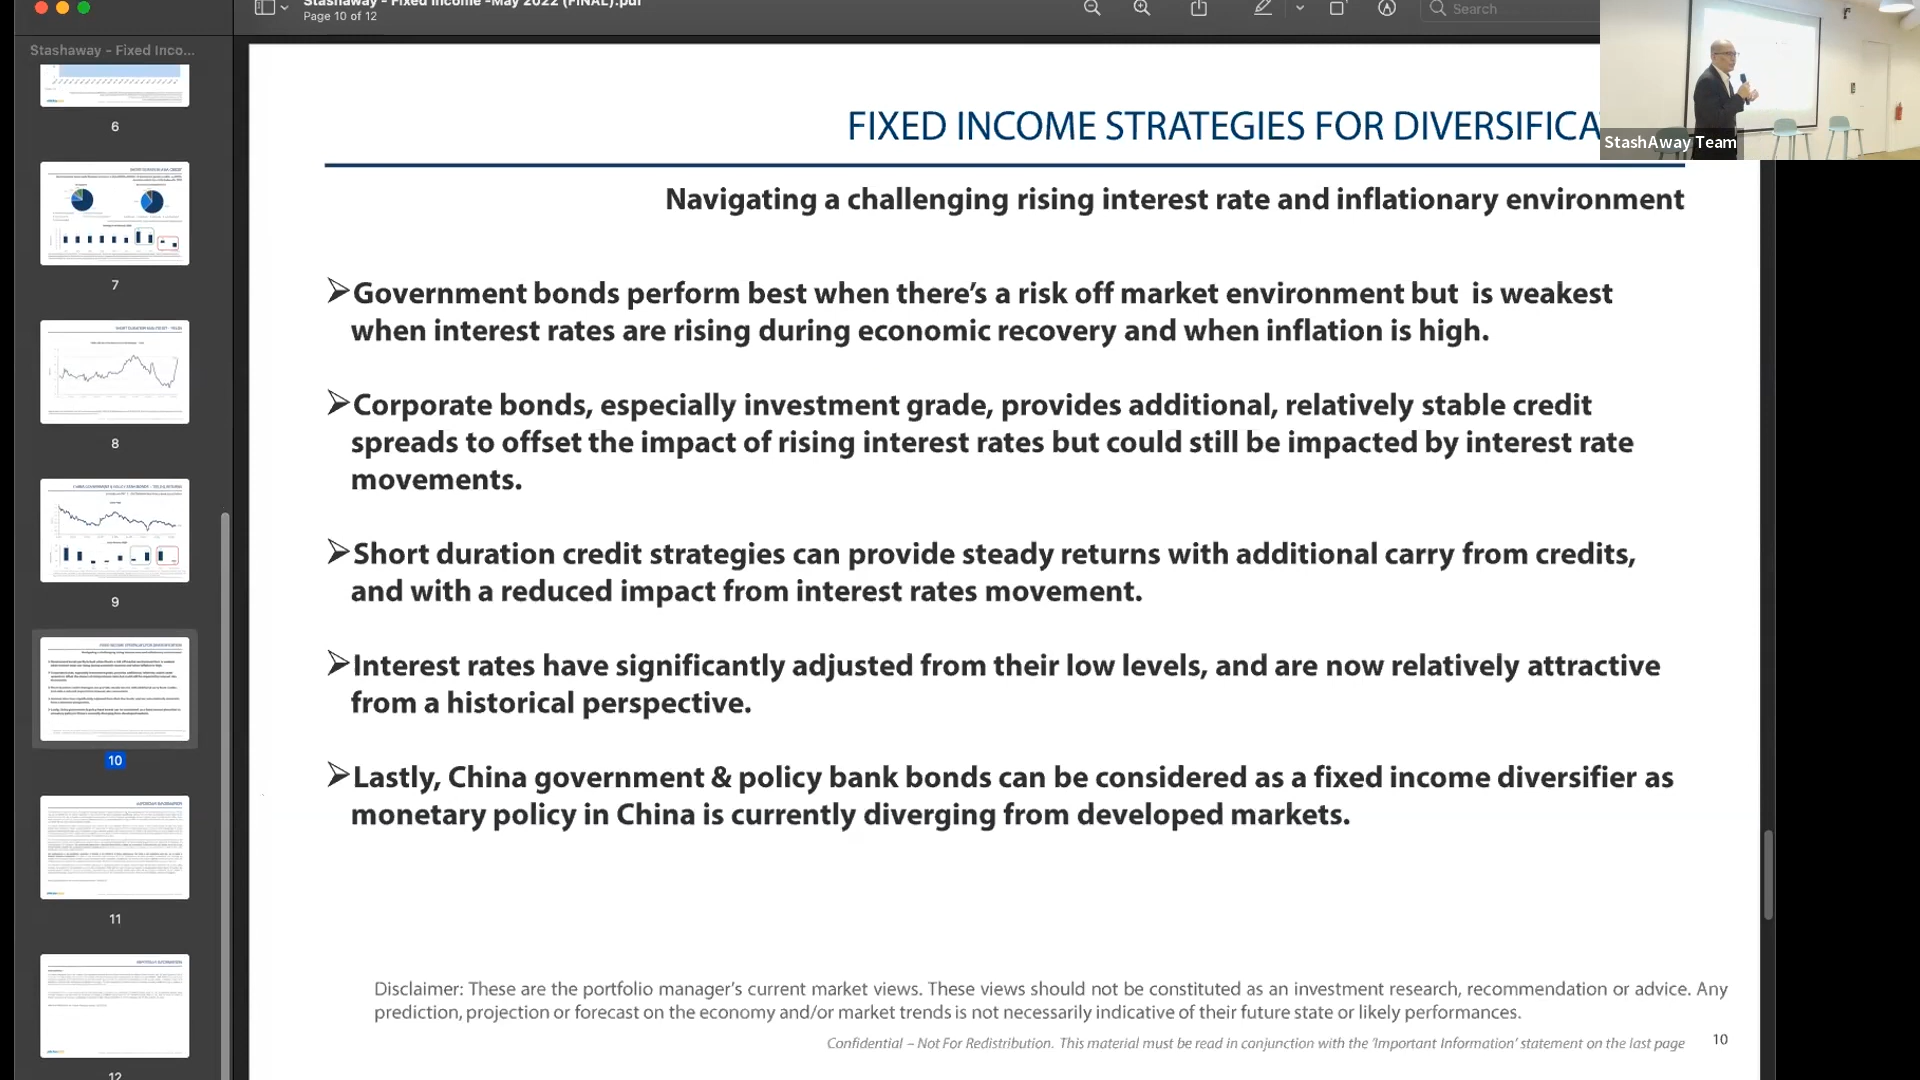 Stashaway - Fixed Income -May 2022 (FINAL).pdf
Page 10 of 12
Search
Stashaway - Fixed Inco...
6
7
8
9
10
11
12
StashAway Team
FIXED INCOME STRATEGIES FOR DIVERSIFICA
Navigating a challenging rising interest rate and inflationary environment
➢Government bonds perform best when there's a risk off market environment but is weakest
when interest rates are rising during economic recovery and when inflation is high.
➢Corporate bonds, especially investment grade, provides additional, relatively stable credit
spreads to offset the impact of rising interest rates but could still be impacted by interest rate
movements.
➢Short duration credit strategies can provide steady returns with additional carry from credits,
and with a reduced impact from interest rates movement.
➢Interest rates have significantly adjusted from their low levels, and are now relatively attractive
from a historical perspective.
➢Lastly, China government & policy bank bonds can be considered as a fixed income diversifier as
monetary policy in China is currently diverging from developed markets.
Disclaimer: These are the portfolio manager's current market views. These views should not be constituted as an investment research, recommendation or advice. Any
prediction, projection or forecast on the economy and/or market trends is not necessarily indicative of their future state or likely performances.
Confidential – Not For Redistribution. This material must be read in conjunction with the 'Important Information' statement on the last page
10